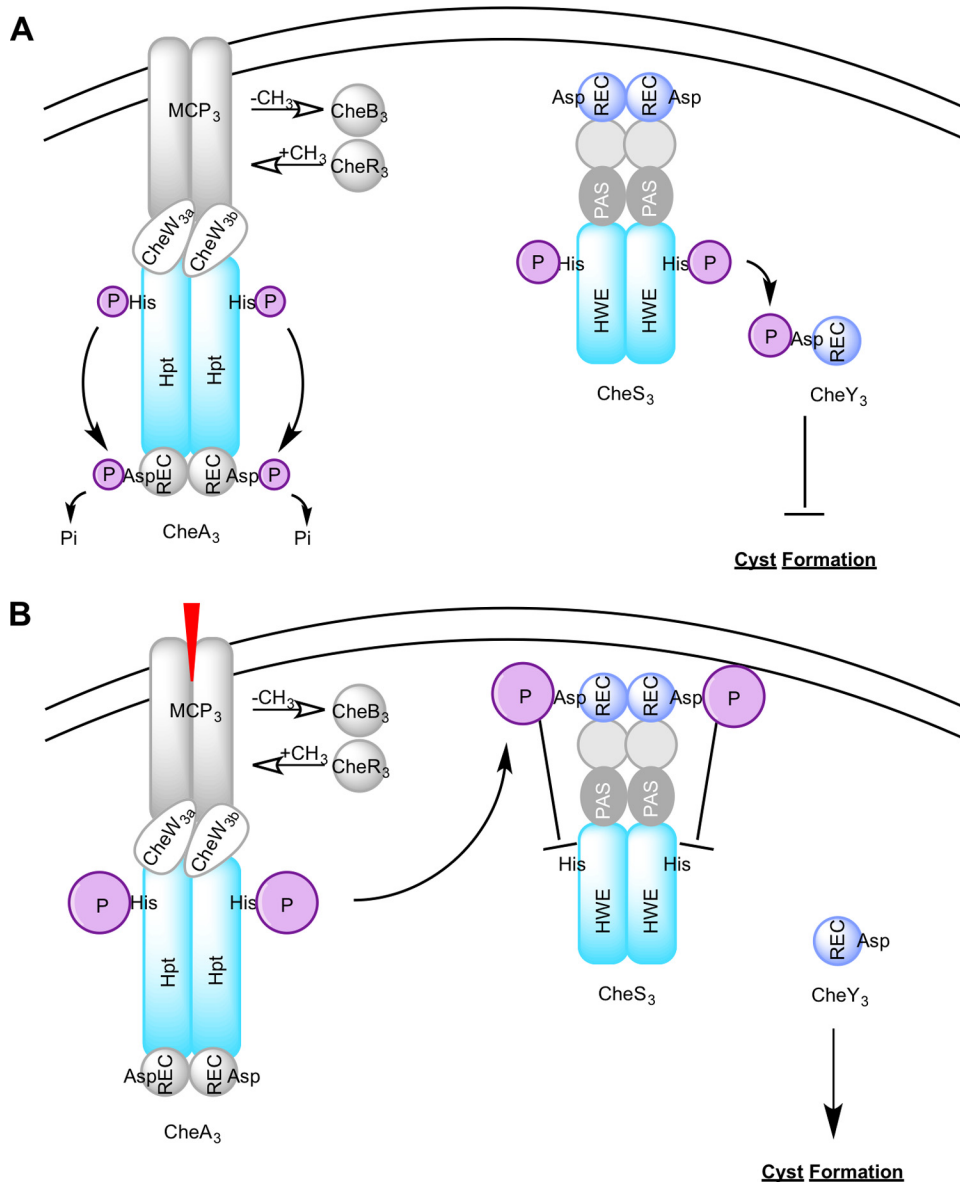 A
MCP3
-CH3
CheB3
+CH3
CheR3
CheW3a
CheW3b
P His
His P
Hpt
Hpt
P Asp
REC
REC
Asp P
Pi
Pi
CheA3
Asp
REC
REC
Asp
PAS
PAS
P His
His P
HWE
HWE
P Asp
REC
CheS3
CheY3
Cyst Formation
B
MCP3
-CH3
CheB3
+CH3
CheR3
CheW3a
CheW3b
P His
His P
Hpt
Hpt
Asp
REC
REC
Asp
CheA3
P
Asp
REC
REC
Asp
P
PAS
PAS
His
His
HWE
HWE
CheS3
REC
Asp
CheY3
Cyst Formation